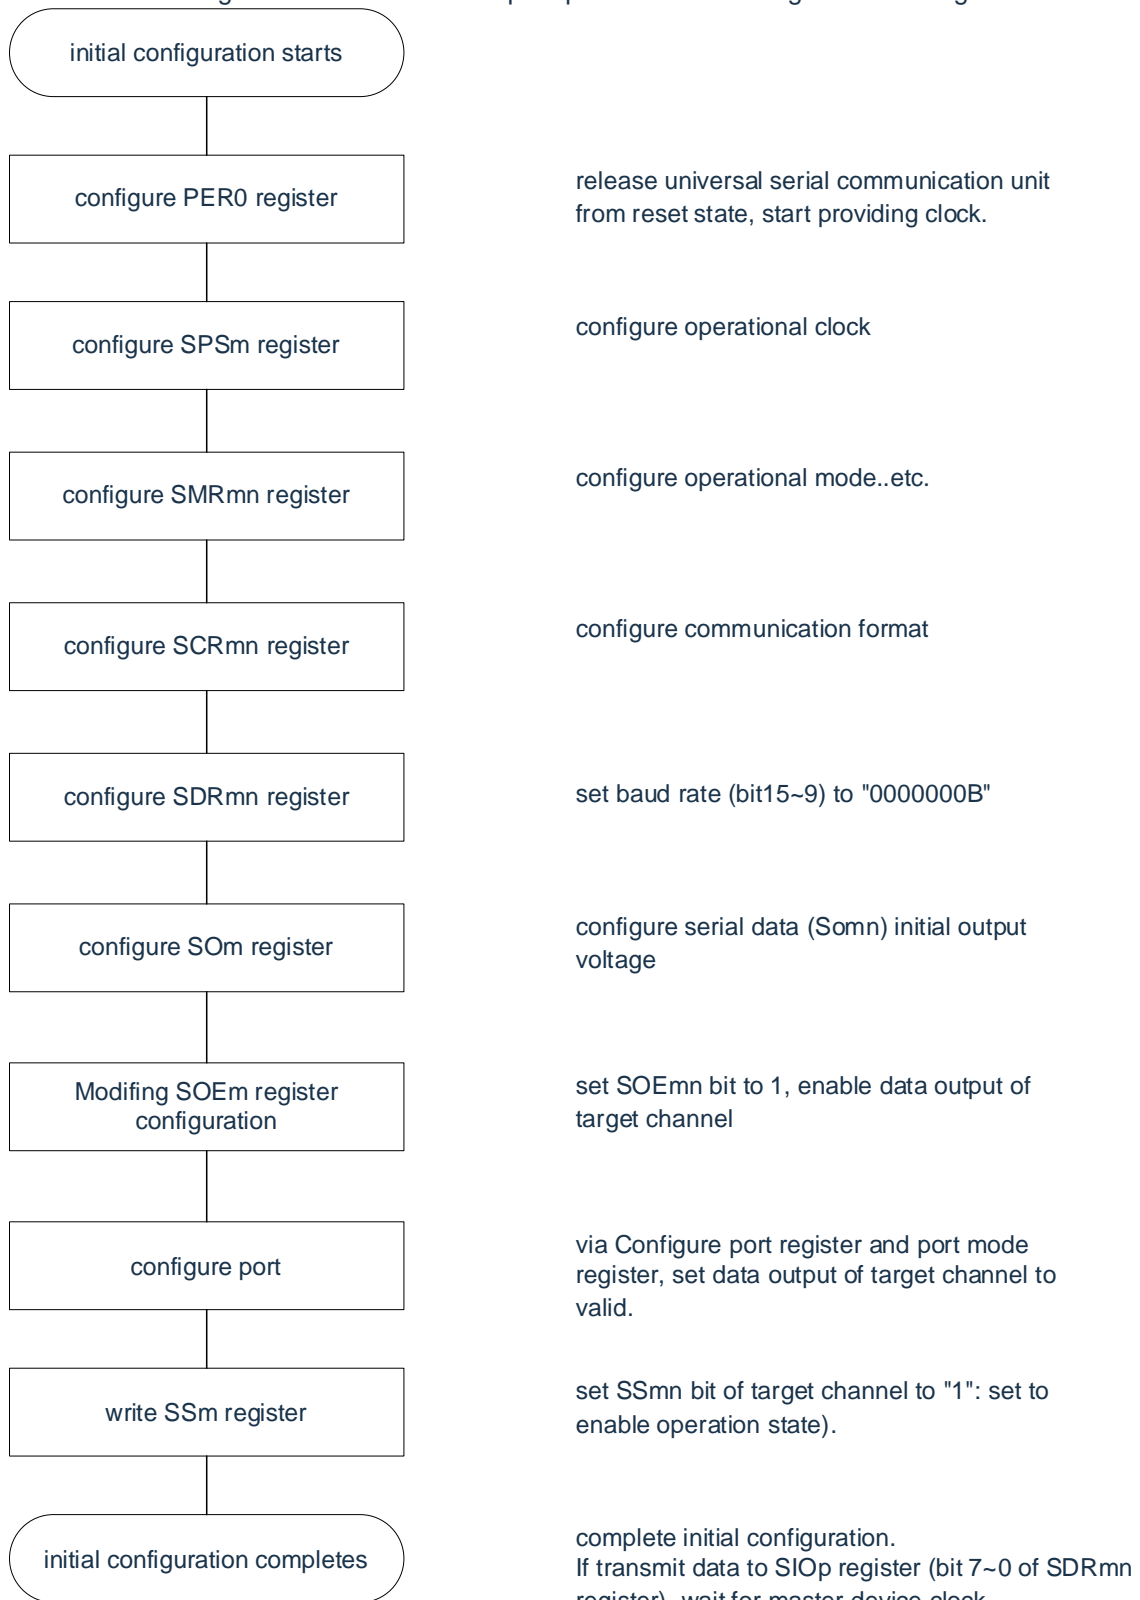 initial configuration starts
configure PER0 register
release universal serial communication unit
from reset state, start providing clock.
configure SPSm register
configure operational clock
configure SMRmn register
configure operational mode..etc.
configure SCRmn register
configure communication format
configure SDRmn register
set baud rate (bit15~9) to "0000000B"
configure SOm register
configure serial data (Somn) initial output
voltage
Modifing SOEm register
configuration
set SOEmn bit to 1, enable data output of
target channel
configure port
via Configure port register and port mode
register, set data output of target channel to
valid.
write SSm register
set SSmn bit of target channel to "1": set to
enable operation state).
initial configuration completes
complete initial configuration.
If transmit data to SIOp register (bit 7~0 of SDRmn
register), wait for master device clock